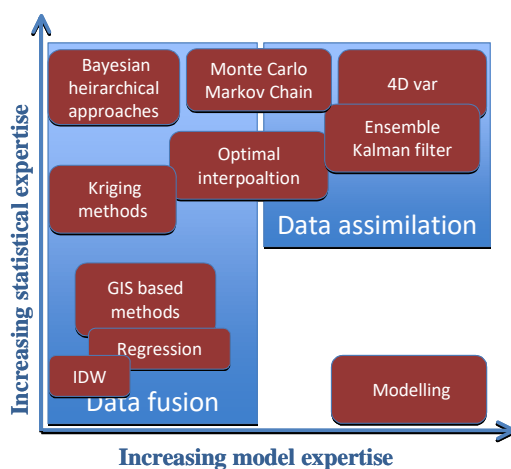 Bayesian
heirarchical
approaches
Monte Carlo
Markov Chain
4D var
Ensemble
Kalman filter
Optimal
interpoaltion
Kriging
methods
Data assimilation
GIS based
methods
Regression
IDW
Data fusion
Modelling
Increasing statistical expertise
Increasing model expertise